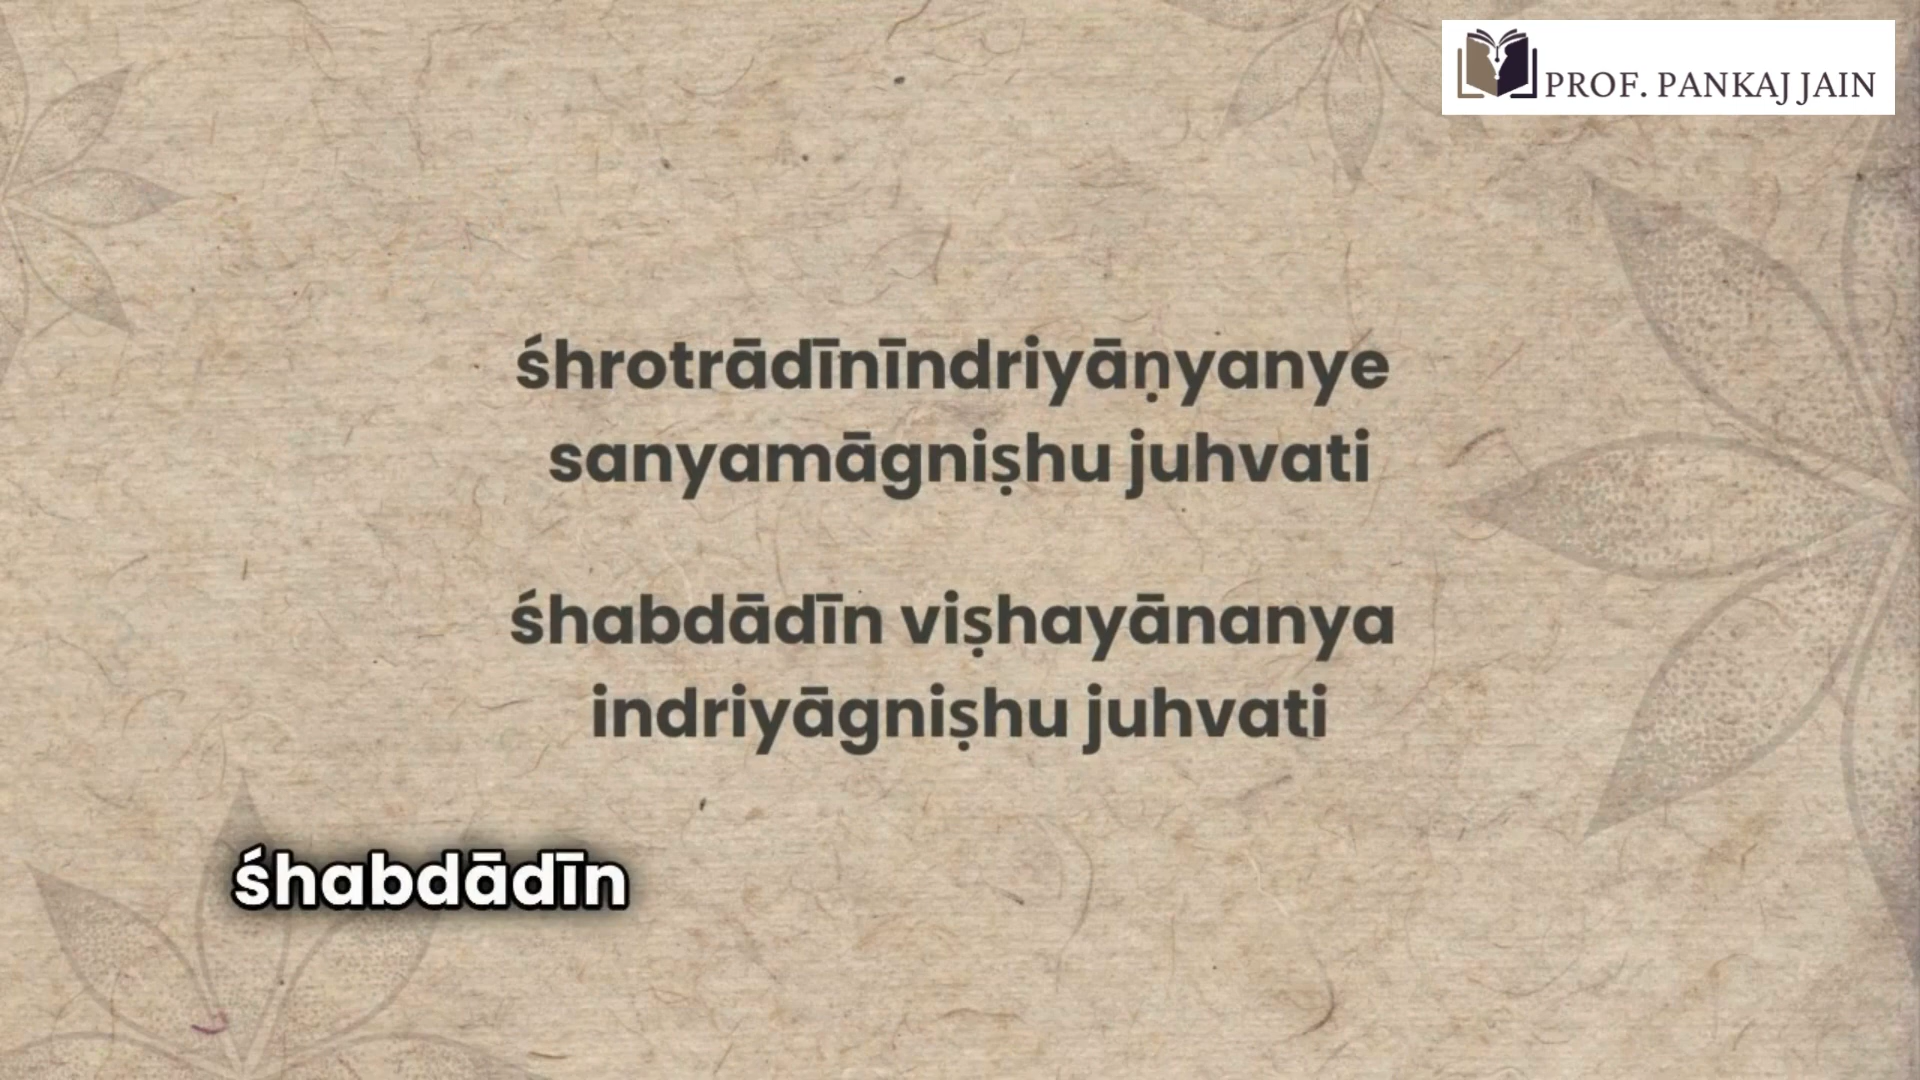 PROF. PANKAJ JAIN
śhrotrādīnīndriyāṇyanye
sanyamāgniṣhu juhvati
śhabdādīn viṣhayānanya
indriyāgniṣhu juhvati
śhabdādīn